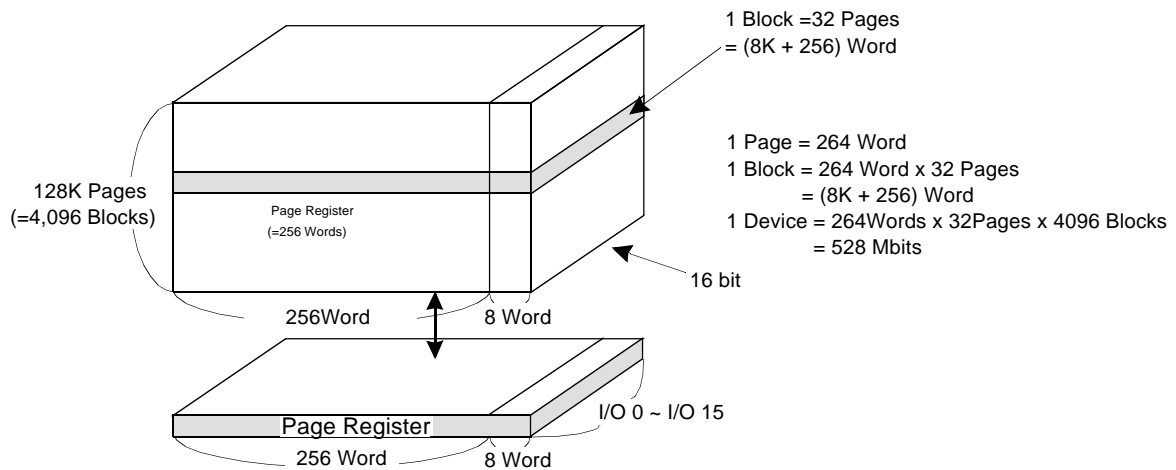 1 Block =32 Pages
= (8K + 256) Word
1 Page = 264 Word
1 Block = 264 Word x 32 Pages
= (8K + 256) Word
1 Device = 264Words x 32Pages x 4096 Blocks
= 528 Mbits
128K Pages
(=4,096 Blocks)
Page Register
(=256 Words)
16 bit
256Word
8 Word
I/O 0 ~ I/O 15
Page Register
256 Word
8 Word